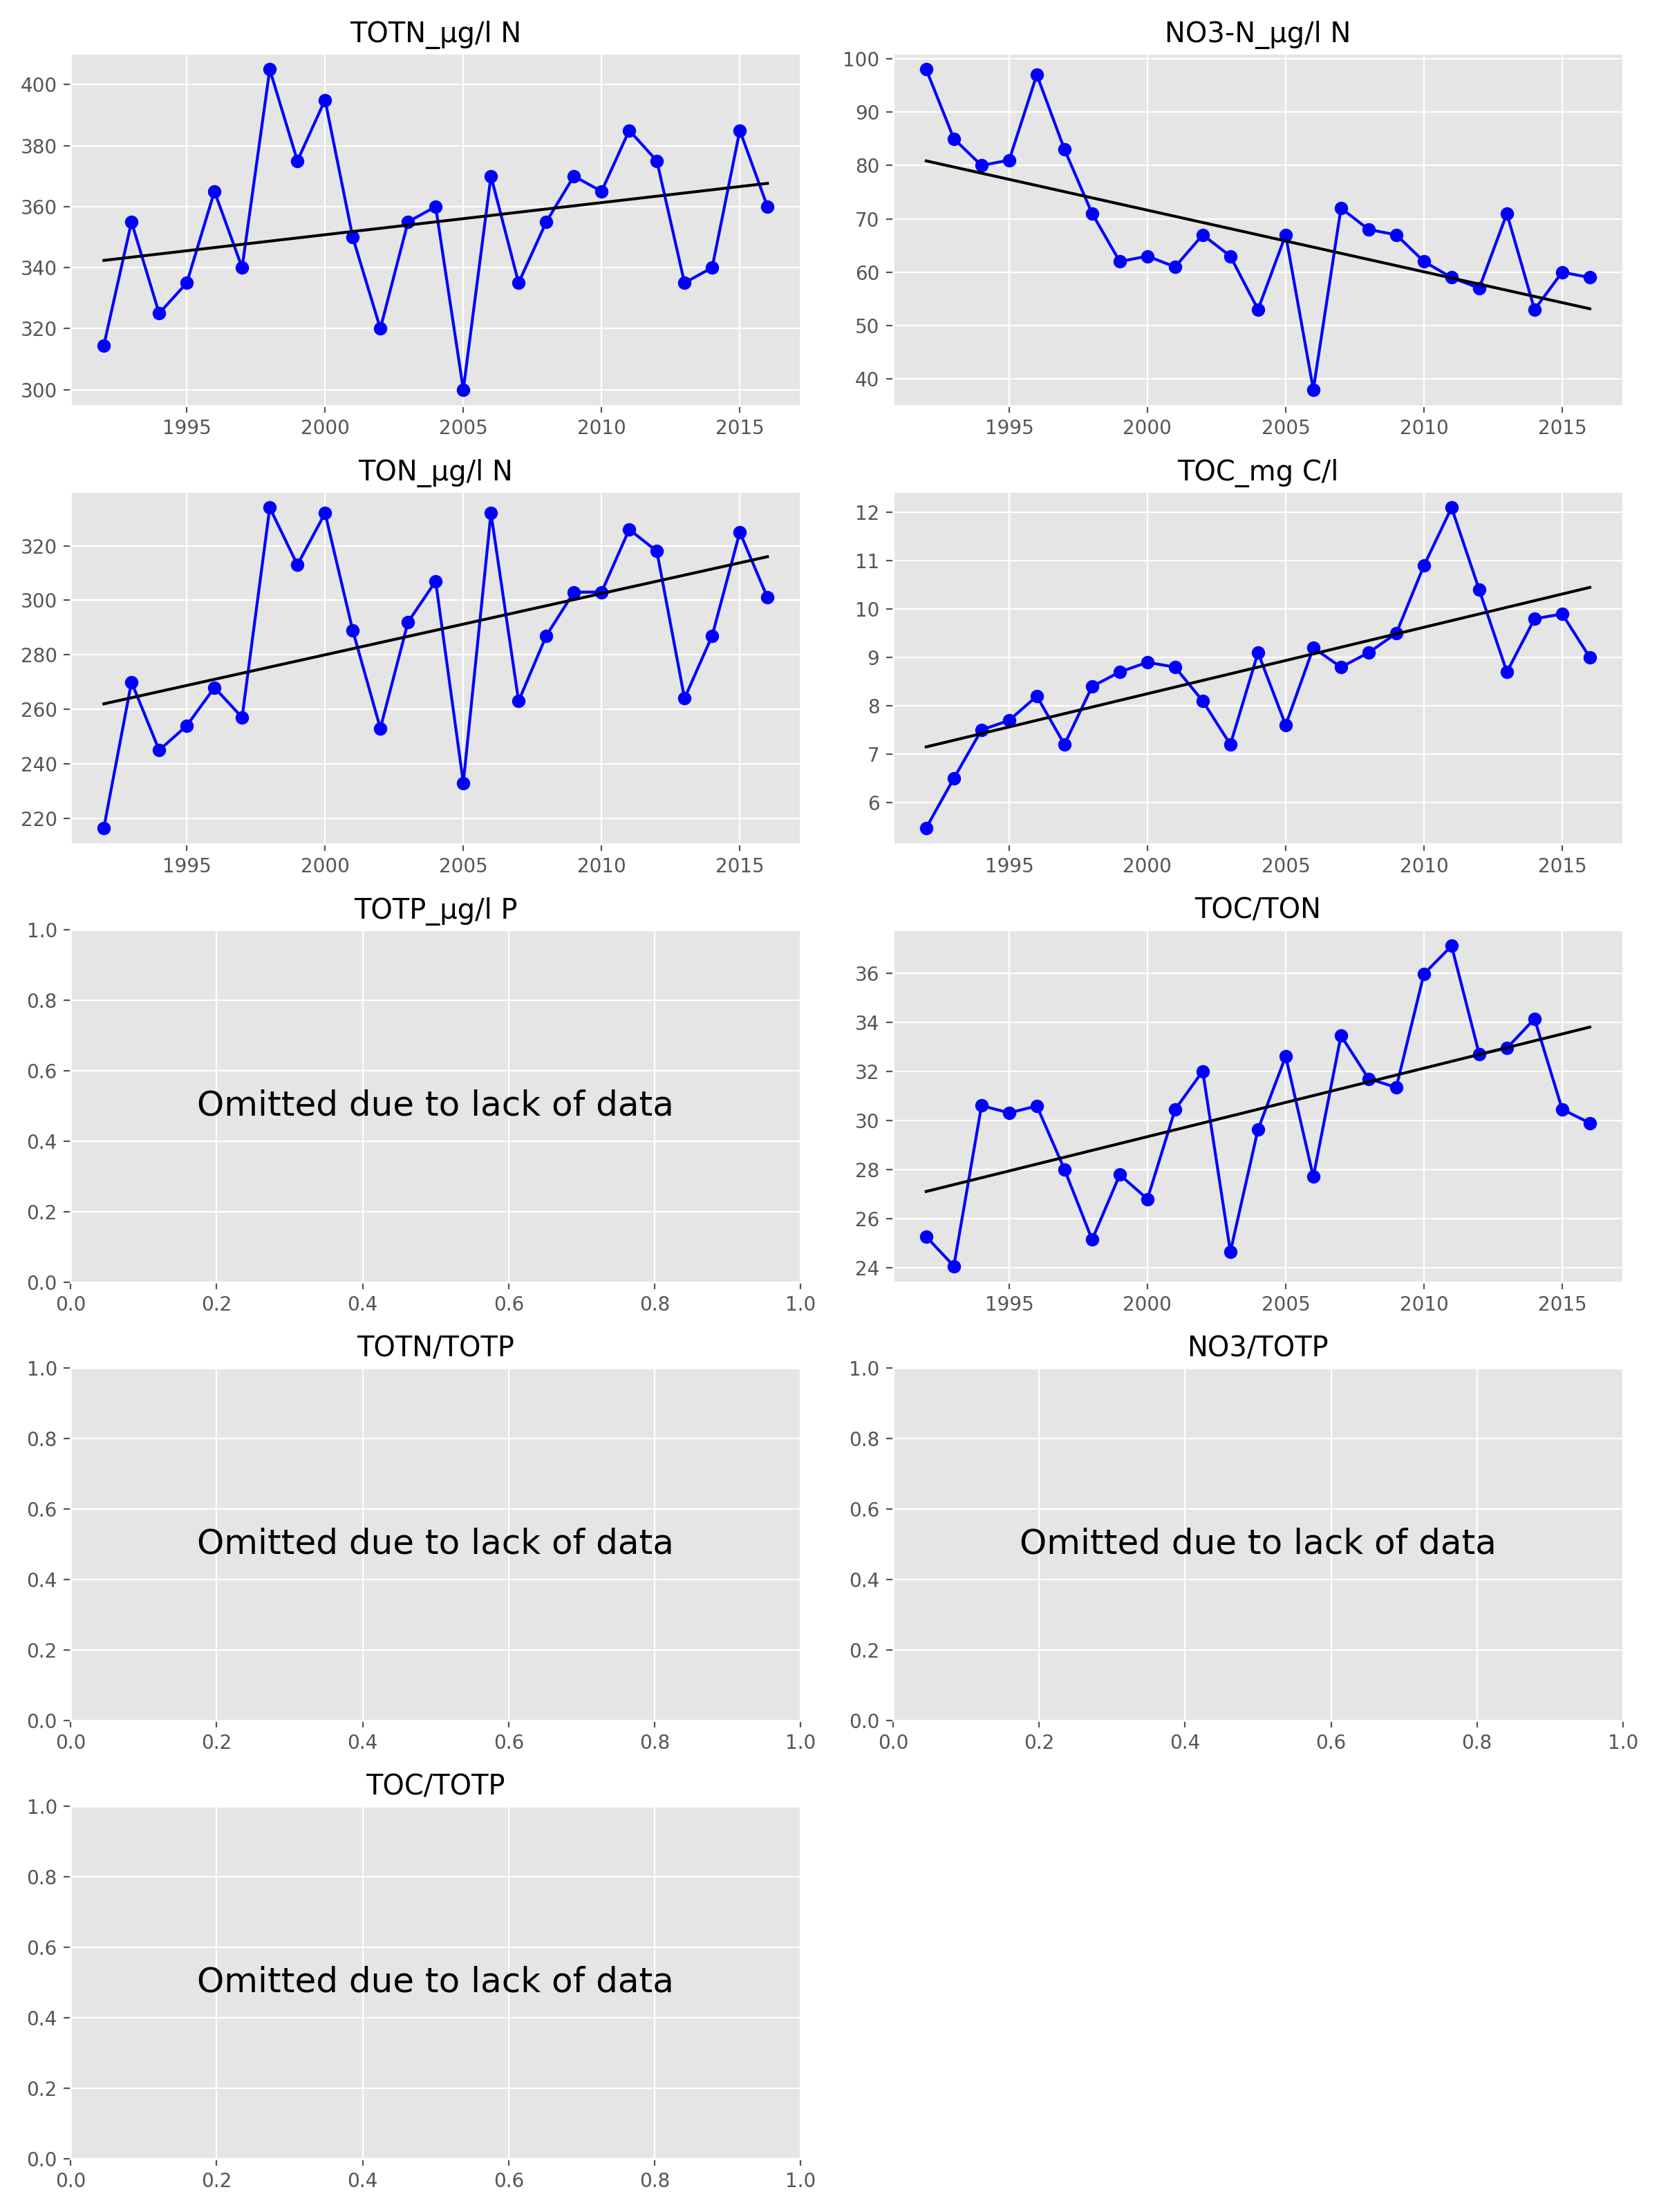 TOTN_µg/l N
400
380
360
340
320
300
1995 2000 2005 2010 2015
NO3-N_µg/l N
100
90
80
70
60
50
40
1995 2000 2005 2010 2015
TON_µg/l N
320
300
280
260
240
220
1995 2000 2005 2010 2015
TOC_mg C/l
12
11
10
9
8
7
6
1995 2000 2005 2010 2015
TOTP_µg/l P
1.0
0.8
0.6
Omitted due to lack of data
0.4
0.2
0.0
0.0 0.2 0.4 0.6 0.8 1.0
TOC/TON
36
34
32
30
28
26
24
1995 2000 2005 2010 2015
TOTN/TOTP
1.0
0.8
0.6
Omitted due to lack of data
0.4
0.2
0.0
0.0 0.2 0.4 0.6 0.8 1.0
NO3/TOTP
1.0
0.8
0.6
Omitted due to lack of data
0.4
0.2
0.0
0.0 0.2 0.4 0.6 0.8 1.0
TOC/TOTP
1.0
0.8
0.6
Omitted due to lack of data
0.4
0.2
0.0
0.0 0.2 0.4 0.6 0.8 1.0